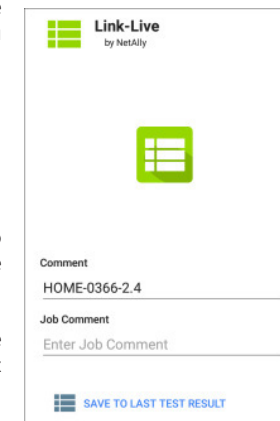 Link-Live
by NetAlly
Comment
HOME-0366-2.4
Job Comment
Enter Job Comment
SAVE TO LAST TEST RESULT